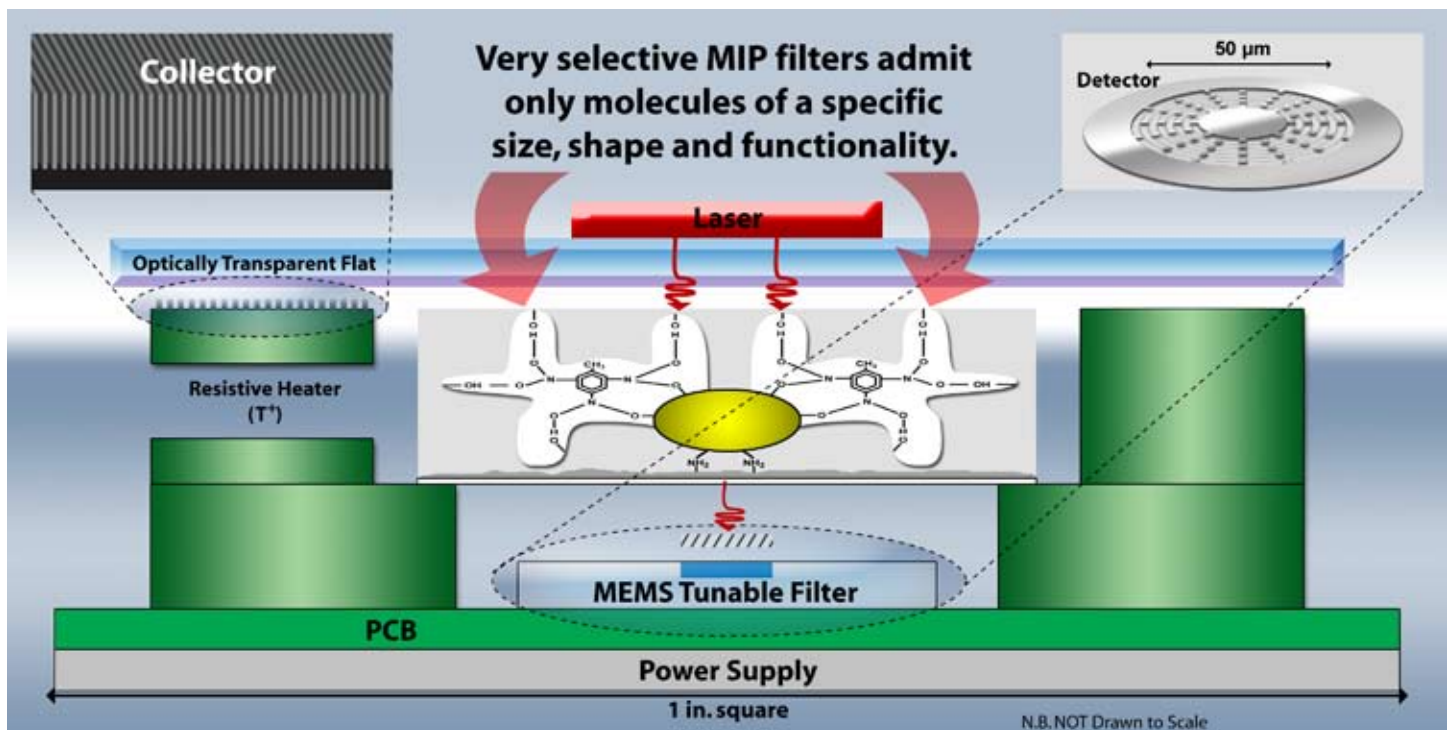 Collector
Very selective MIP filters admit
only molecules of a specific
size, shape and functionality.
50 µm
Detector
Laser
Optically Transparent Flat
Resistive Heater
(T⁺)
CH₃
CH₃
OH
O
N
N
N
N
O
OH
O
O
O
O
NH₂
NH₂
MEMS Tunable Filter
PCB
Power Supply
1 in. square
N.B. NOT Drawn to Scale